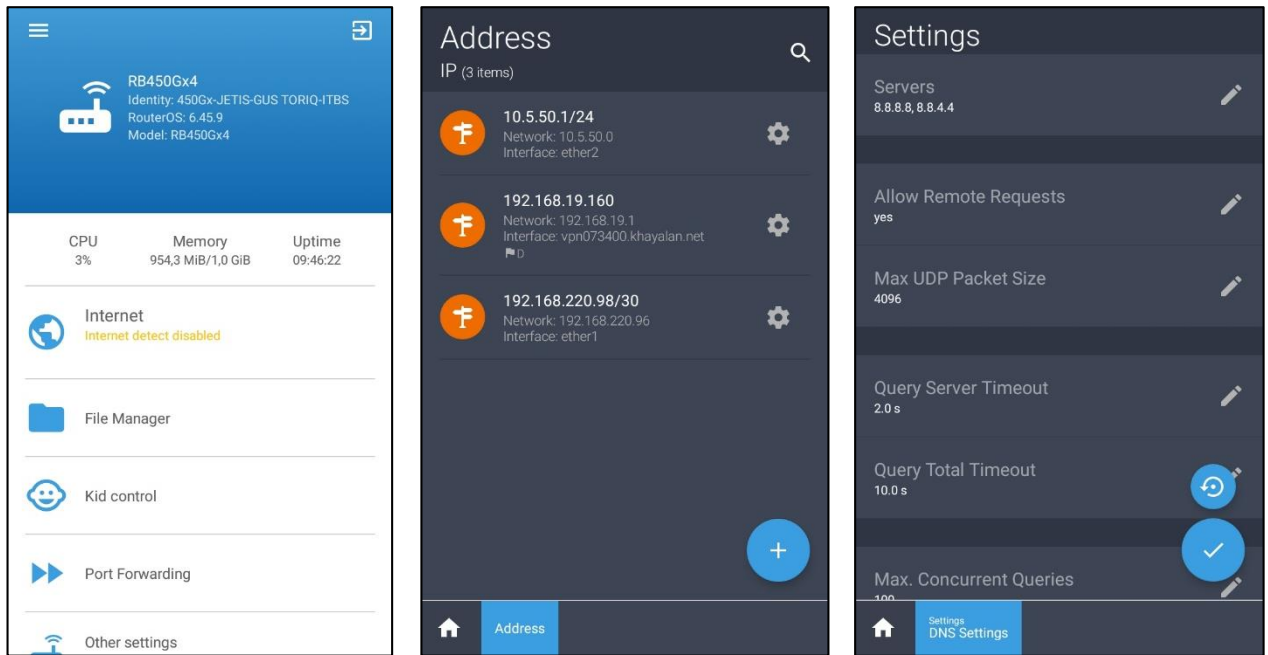 RB450Gx4
Identity: 450Gx-JETIS-GUS TORIQ-ITBS
RouterOS: 6.45.9
Model: RB450Gx4
CPU Memory Uptime
3% 954,3 MiB/1,0 GiB 09:46:22
Internet
Internet detect disabled
File Manager
Kid control
Port Forwarding
Other settings
Address
IP (3 items)
10.5.50.1/24
Network: 10.5.50.0
Interface: ether2
192.168.19.160
Network: 192.168.19.1
Interface: vpn073400.khayalan.net
D
192.168.220.98/30
Network: 192.168.220.96
Interface: ether1
Address
Settings
Servers
8.8.8.8, 8.8.4.4
Allow Remote Requests
yes
Max UDP Packet Size
4096
Query Server Timeout
2.0 s
Query Total Timeout
10.0 s
Max. Concurrent Queries
100
Settings
DNS Settings